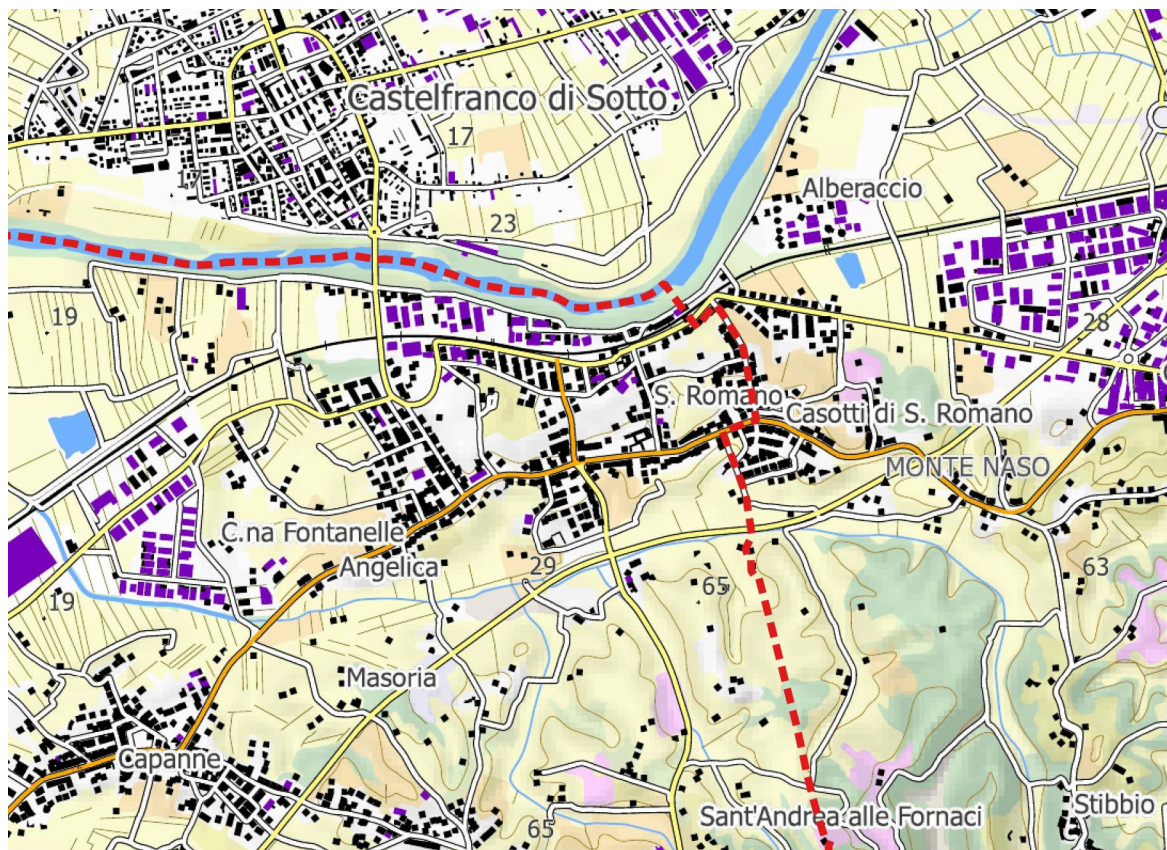 Castelfranco di Sotto
17
17
Alberaccio
23
19
28
S. Romano
Casotti di S. Romano
MONTE NASO
C.na Fontanelle
Angelica
29
65
63
19
Masoria
Capanne
65
Sant'Andrea alle Fornaci
Stibbio